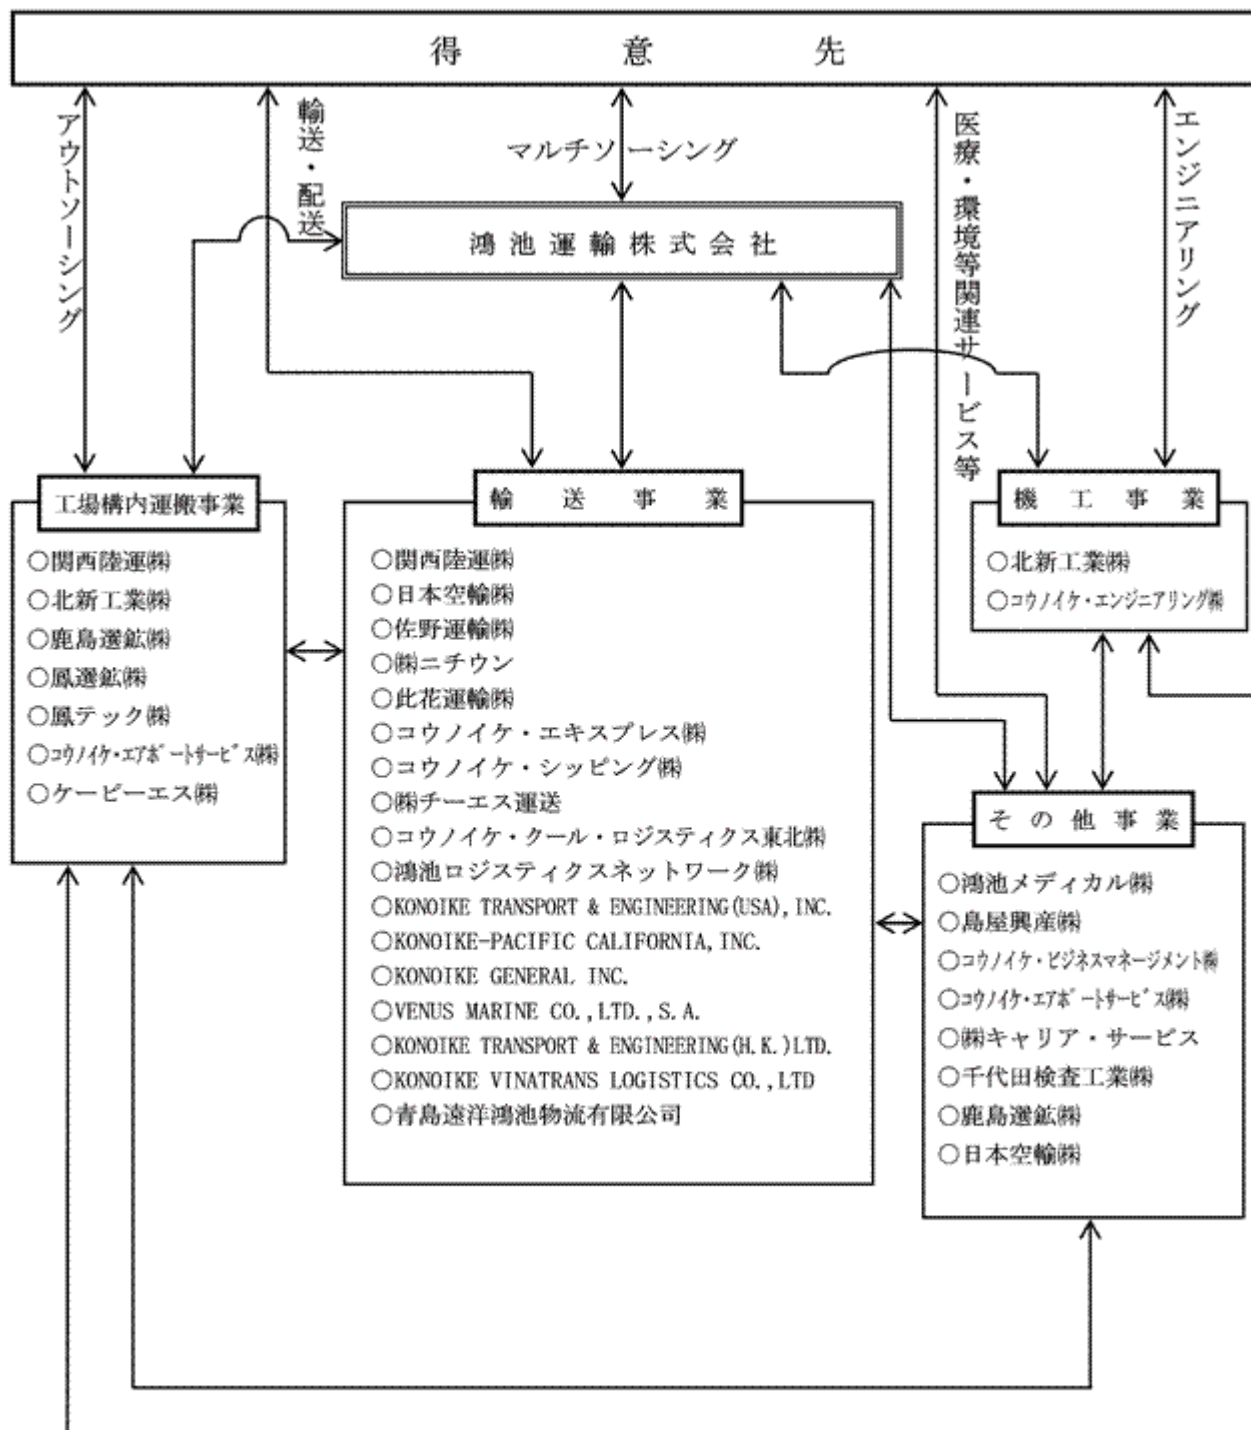 得意先
アウトソーシング
輸送・配送
マルチソーシング
医療・環境等関連サービス等
エンジニアリング
鴻池運輸株式会社
工場構内運搬事業
○関西陸運㈱
○北新工業㈱
○鹿島選鉱㈱
○鳳選鉱㈱
○鳳テック㈱
○コウノイケ・エアポートサービス㈱
○ケーピーエス㈱
輸送事業
○関西陸運㈱
○日本空輸㈱
○佐野運輸㈱
○㈱ニチウン
○此花運輸㈱
○コウノイケ・エキスプレス㈱
○コウノイケ・シッピング㈱
○㈱チーエス運送
○コウノイケ・クール・ロジスティクス東北㈱
○鴻池ロジスティクスネットワーク㈱
○KONOIKE TRANSPORT & ENGINEERING(USA), INC.
○KONOIKE-PACIFIC CALIFORNIA, INC.
○KONOIKE GENERAL INC.
○VENUS MARINE CO.,LTD.,S.A.
○KONOIKE TRANSPORT & ENGINEERING(H.K.)LTD.
○KONOIKE VINATRANS LOGISTICS CO.,LTD
○青島遠洋鴻池物流有限公司
機工事業
○北新工業㈱
○コウノイケ・エンジニアリング㈱
その他事業
○鴻池メディカル㈱
○島屋興産㈱
○コウノイケ・ビジネスマネージメント㈱
○コウノイケ・エアポートサービス㈱
○㈱キャリア・サービス
○千代田検査工業㈱
○鹿島選鉱㈱
○日本空輸㈱